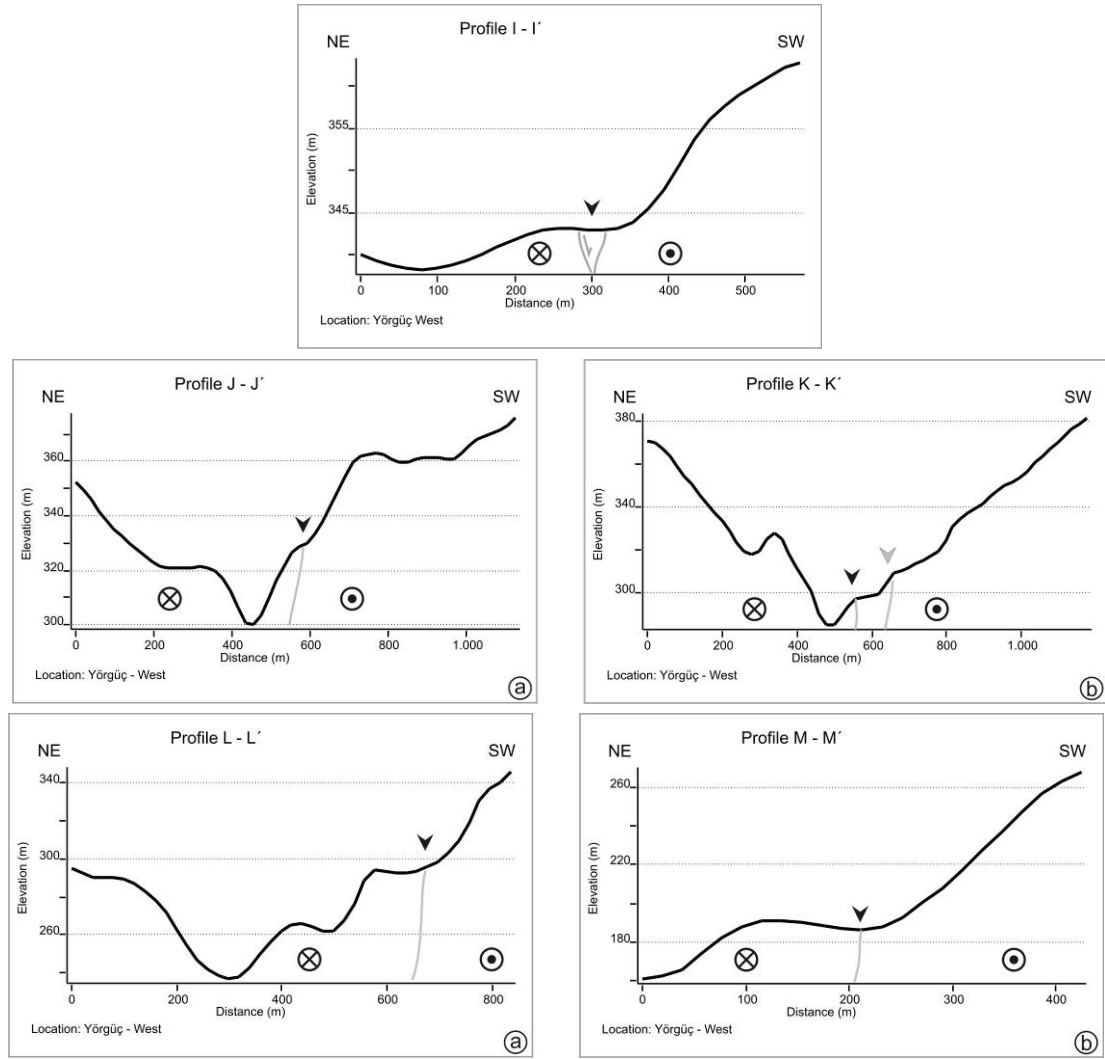 Profile I - I´
NE
SW
Elevation (m)
355
345
0
100
200
300
400
500
Distance (m)
Location: Yörgüç West
Profile J - J´
NE
SW
Elevation (m)
360
340
320
300
0
200
400
600
800
1.000
Distance (m)
Location: Yörgüç - West
a
Profile K - K´
NE
SW
Elevation (m)
380
340
300
0
200
400
600
800
1.000
Distance (m)
Location: Yörgüç - West
b
Profile L - L´
NE
SW
Elevation (m)
340
300
260
0
200
400
600
800
Distance (m)
Location: Yörgüç - West
a
Profile M - M´
NE
SW
Elevation (m)
260
220
180
0
100
200
300
400
Distance (m)
Location: Yörgüç - West
b